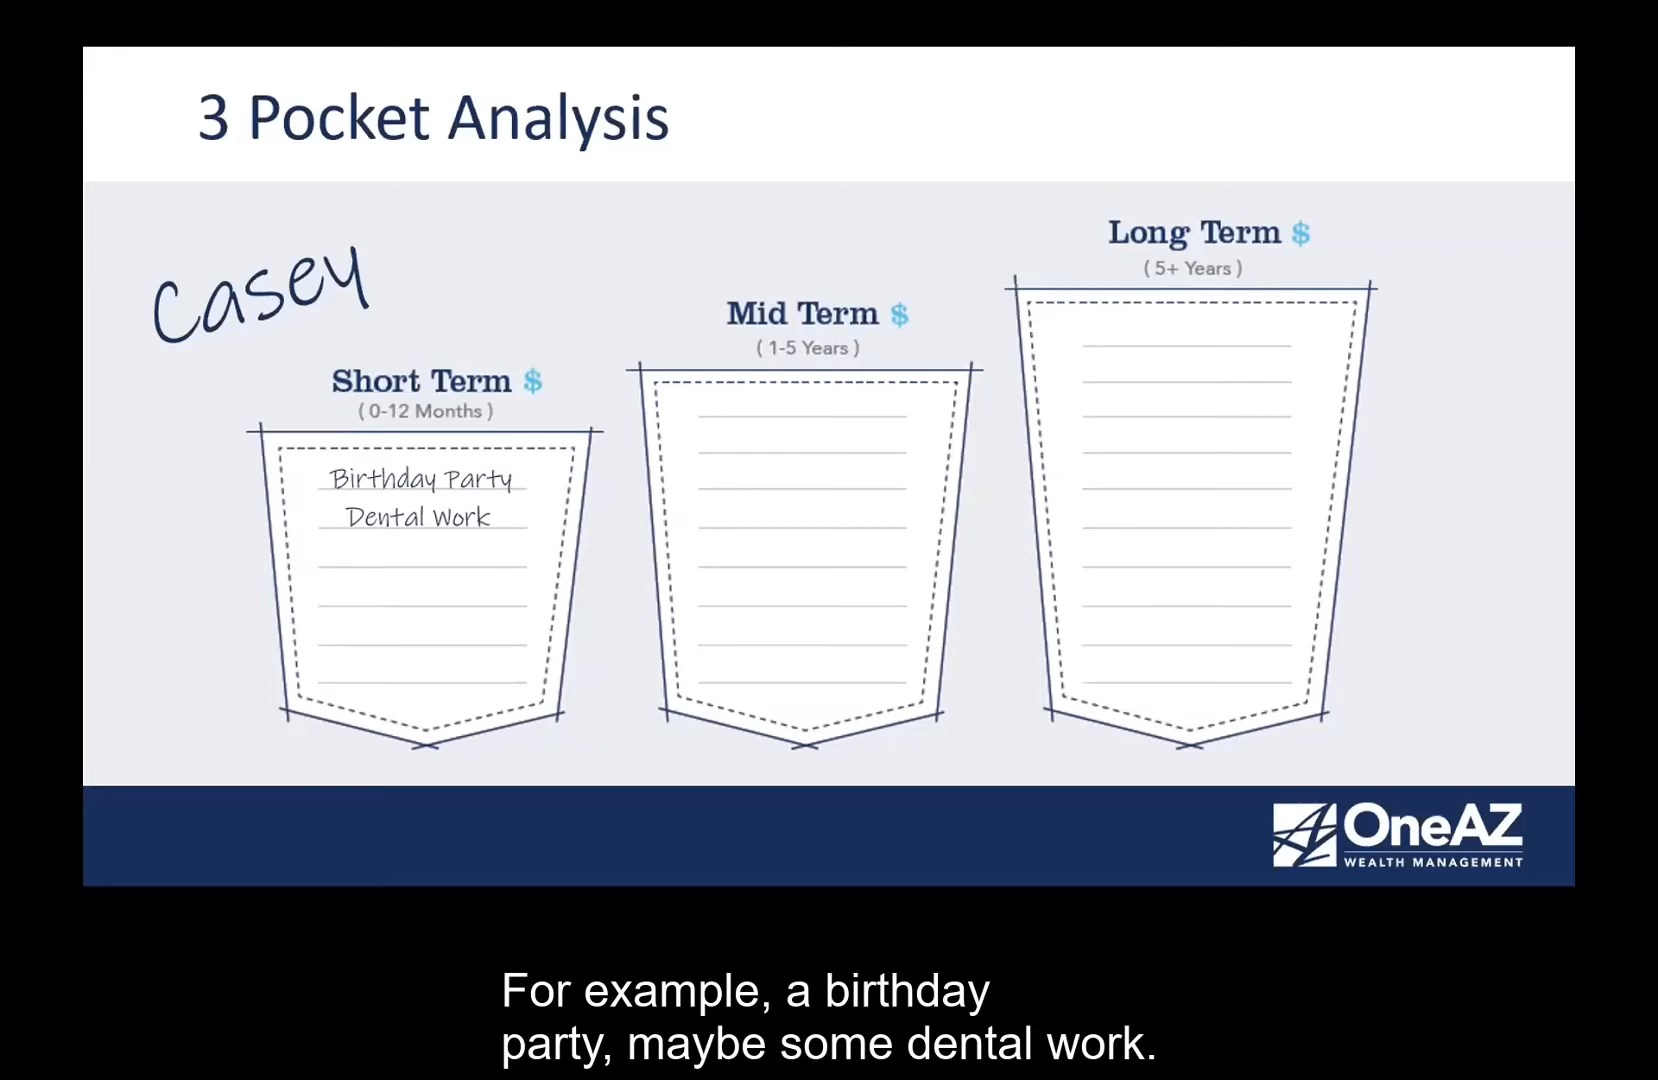 3 Pocket Analysis
Casey
Short Term $
( 0-12 Months )
Birthday Party
Dental Work
Mid Term $
( 1-5 Years )
Long Term $
( 5+ Years )
OneAZ
WEALTH MANAGEMENT
For example, a birthday
party, maybe some dental work.